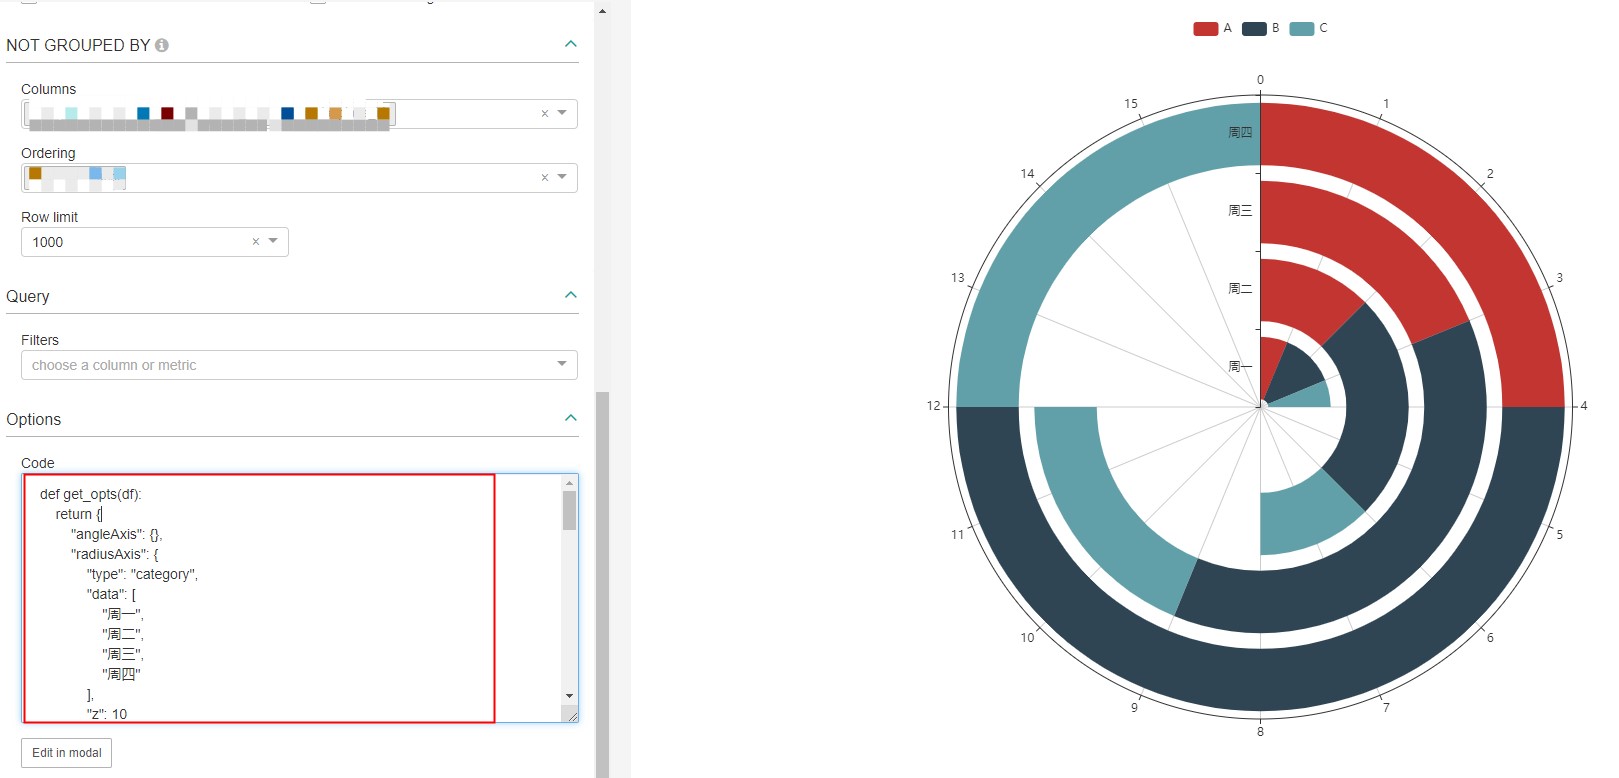 NOT GROUPED BY
Columns
Ordering
Row limit
1000
Query
Filters
choose a column or metric
Options
Code
def get_opts(df):
return {
"angleAxis": {},
"radiusAxis": {
"type": "category",
"data": [
"周一",
"周二",
"周三",
"周四"
],
"z": 10
Edit in modal
A B C
0
1
2
3
4
5
6
7
8
9
10
11
12
13
14
15
周四
周三
周二
周一